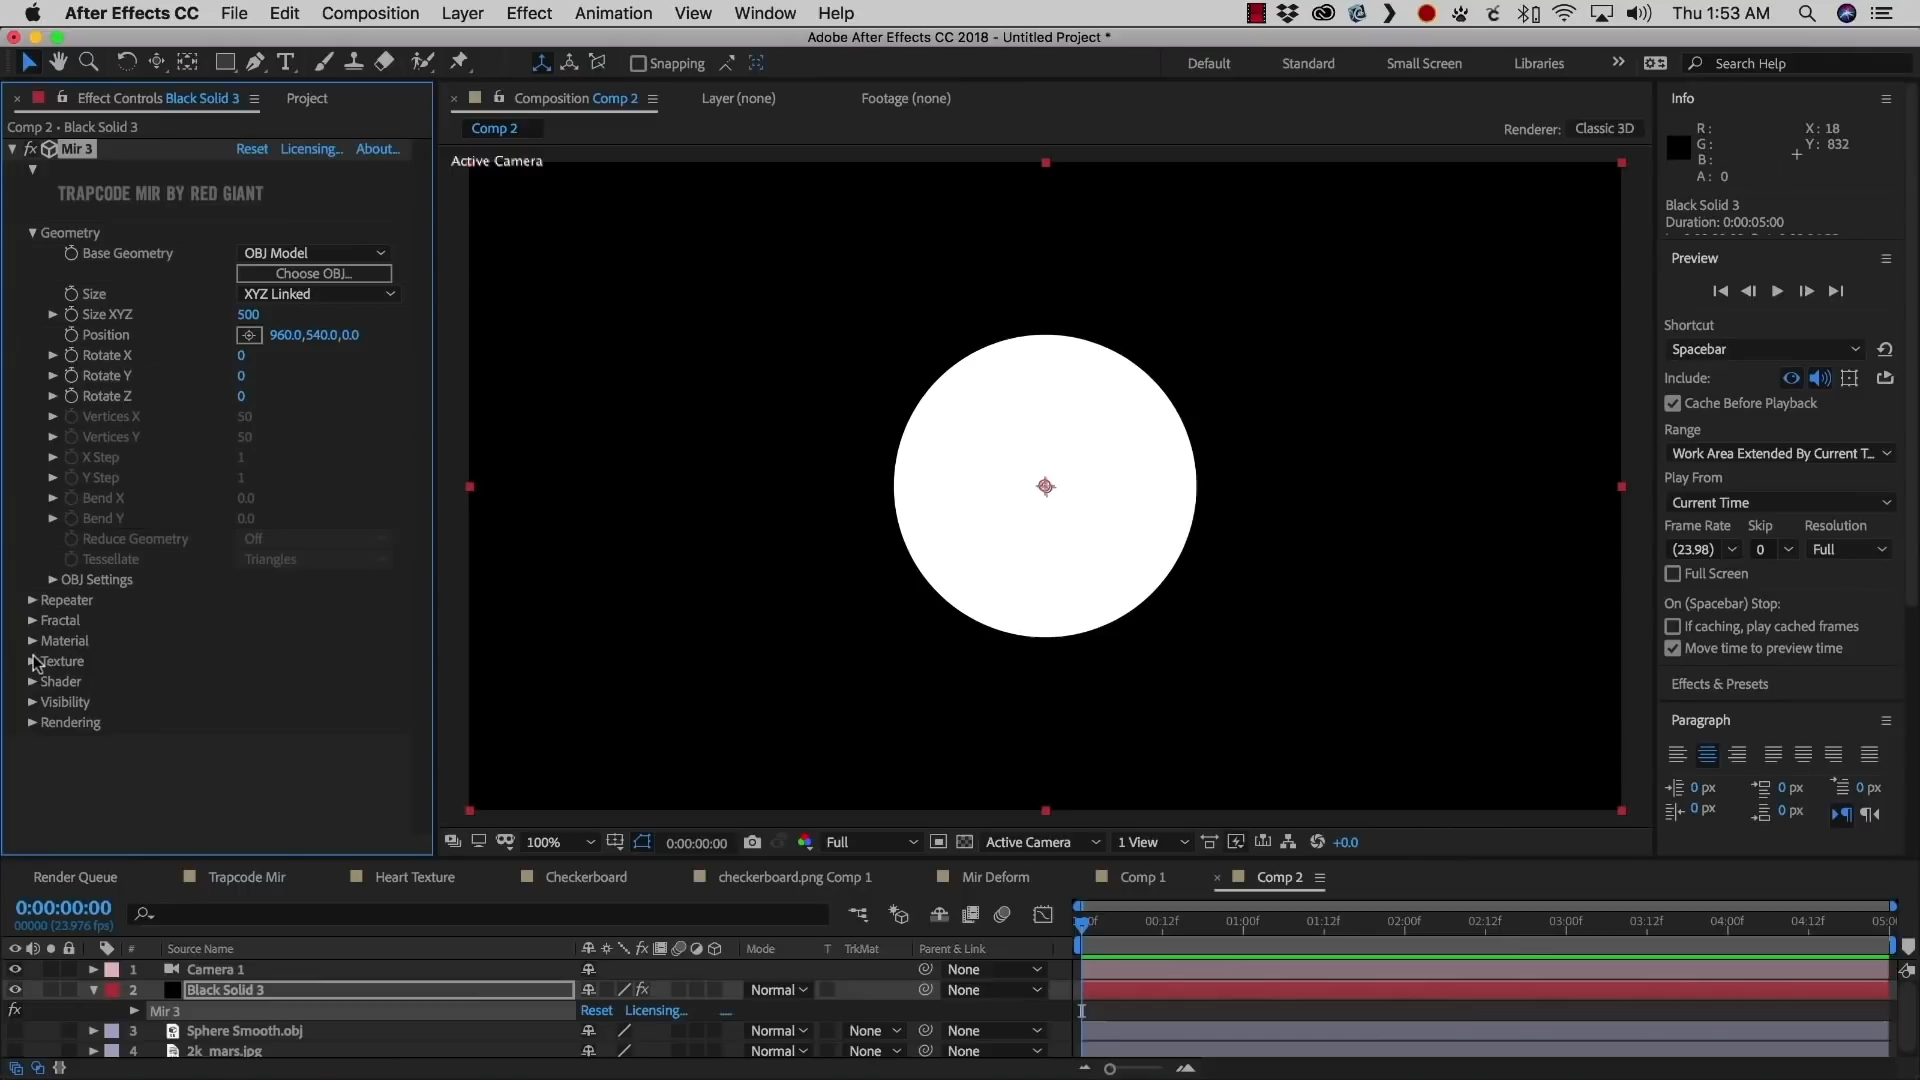 After Effects CC File Edit Composition Layer Effect Animation View Window Help Thu 1:53 AM
Adobe After Effects CC 2018 - Untitled Project *
Snapping Default Standard Small Screen Libraries Search Help
Effect Controls Black Solid 3 Project
Comp 2 • Black Solid 3
fx Mir 3 Reset Licensing... About...
TRAPCODE MIR BY RED GIANT
Geometry
Base Geometry OBJ Model
Choose OBJ...
Size XYZ Linked
Size XYZ 500
Position 960.0,540.0,0.0
Rotate X 0
Rotate Y 0
Rotate Z 0
Vertices X 50
Vertices Y 50
X Step 1
Y Step 1
Bend X 0.0
Bend Y 0.0
Reduce Geometry Off
Tessellate Triangles
OBJ Settings
Repeater
Fractal
Material
Texture
Shader
Visibility
Rendering
Composition Comp 2 Layer (none) Footage (none)
Comp 2 Renderer: Classic 3D
Active Camera
100% 0:00:00:00 Full Active Camera 1 View +0.0
Info
R: X: 18
G: Y: 832
B:
A: 0
Black Solid 3
Duration: 0:00:05:00
Preview
Shortcut
Spacebar
Include:
Cache Before Playback
Range
Work Area Extended By Current T...
Play From
Current Time
Frame Rate Skip Resolution
(23.98) 0 Full
Full Screen
On (Spacebar) Stop:
If caching, play cached frames
Move time to preview time
Effects & Presets
Paragraph
0 px 0 px 0 px
0 px 0 px
Render Queue Trapcode Mir Heart Texture Checkerboard checkerboard.png Comp 1 Mir Deform Comp 1 Comp 2
0:00:00:00
00000 (23.976 fps)
00:12f 01:00f 01:12f 02:00f 02:12f 03:00f 03:12f 04:00f 04:12f
# Source Name fx Mode T TrkMat Parent & Link
1 Camera 1 None
2 Black Solid 3 fx Normal None
fx Mir 3 Reset Licensing...
3 Sphere Smooth.obj Normal None None
4 2k_mars.jpg Normal None None